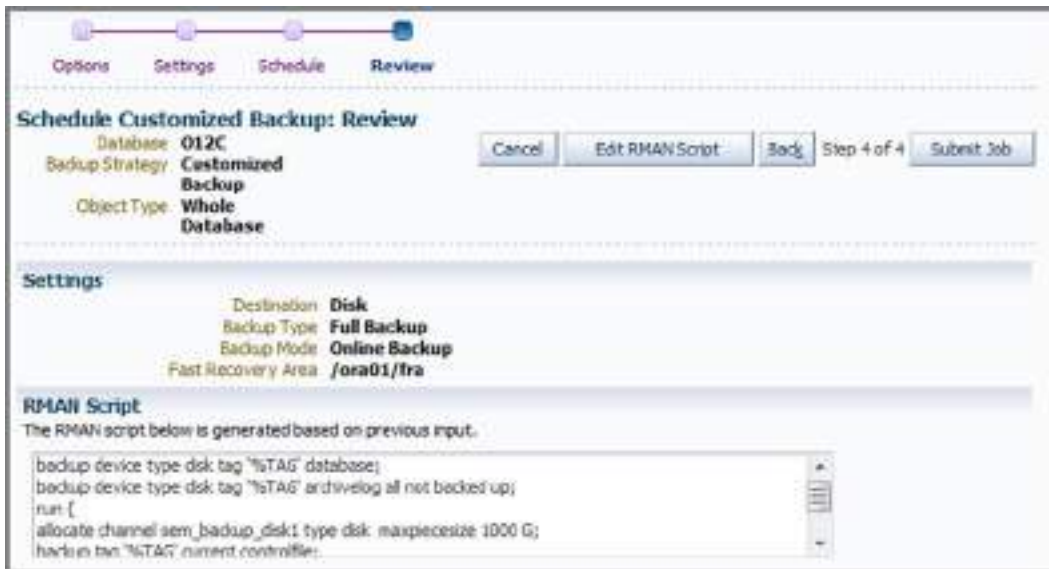 Options Settings Schedule Review
Schedule Customized Backup: Review
Database O12C
Backup Strategy Customized Backup
Object Type Whole Database
Cancel Edit RMAN Script Back Step 4 of 4 Submit Job
Settings
Destination Disk
Backup Type Full Backup
Backup Mode Online Backup
Fast Recovery Area /ora01/fra
RMAN Script
The RMAN script below is generated based on previous input.
backup device type disk tag '%TAG' database;
backup device type disk tag '%TAG' archivelog all not backed up;
run {
allocate channel oem_backup_disk1 type disk maxpiecesize 1000 G;
backup tag '%TAG' current controlfile;